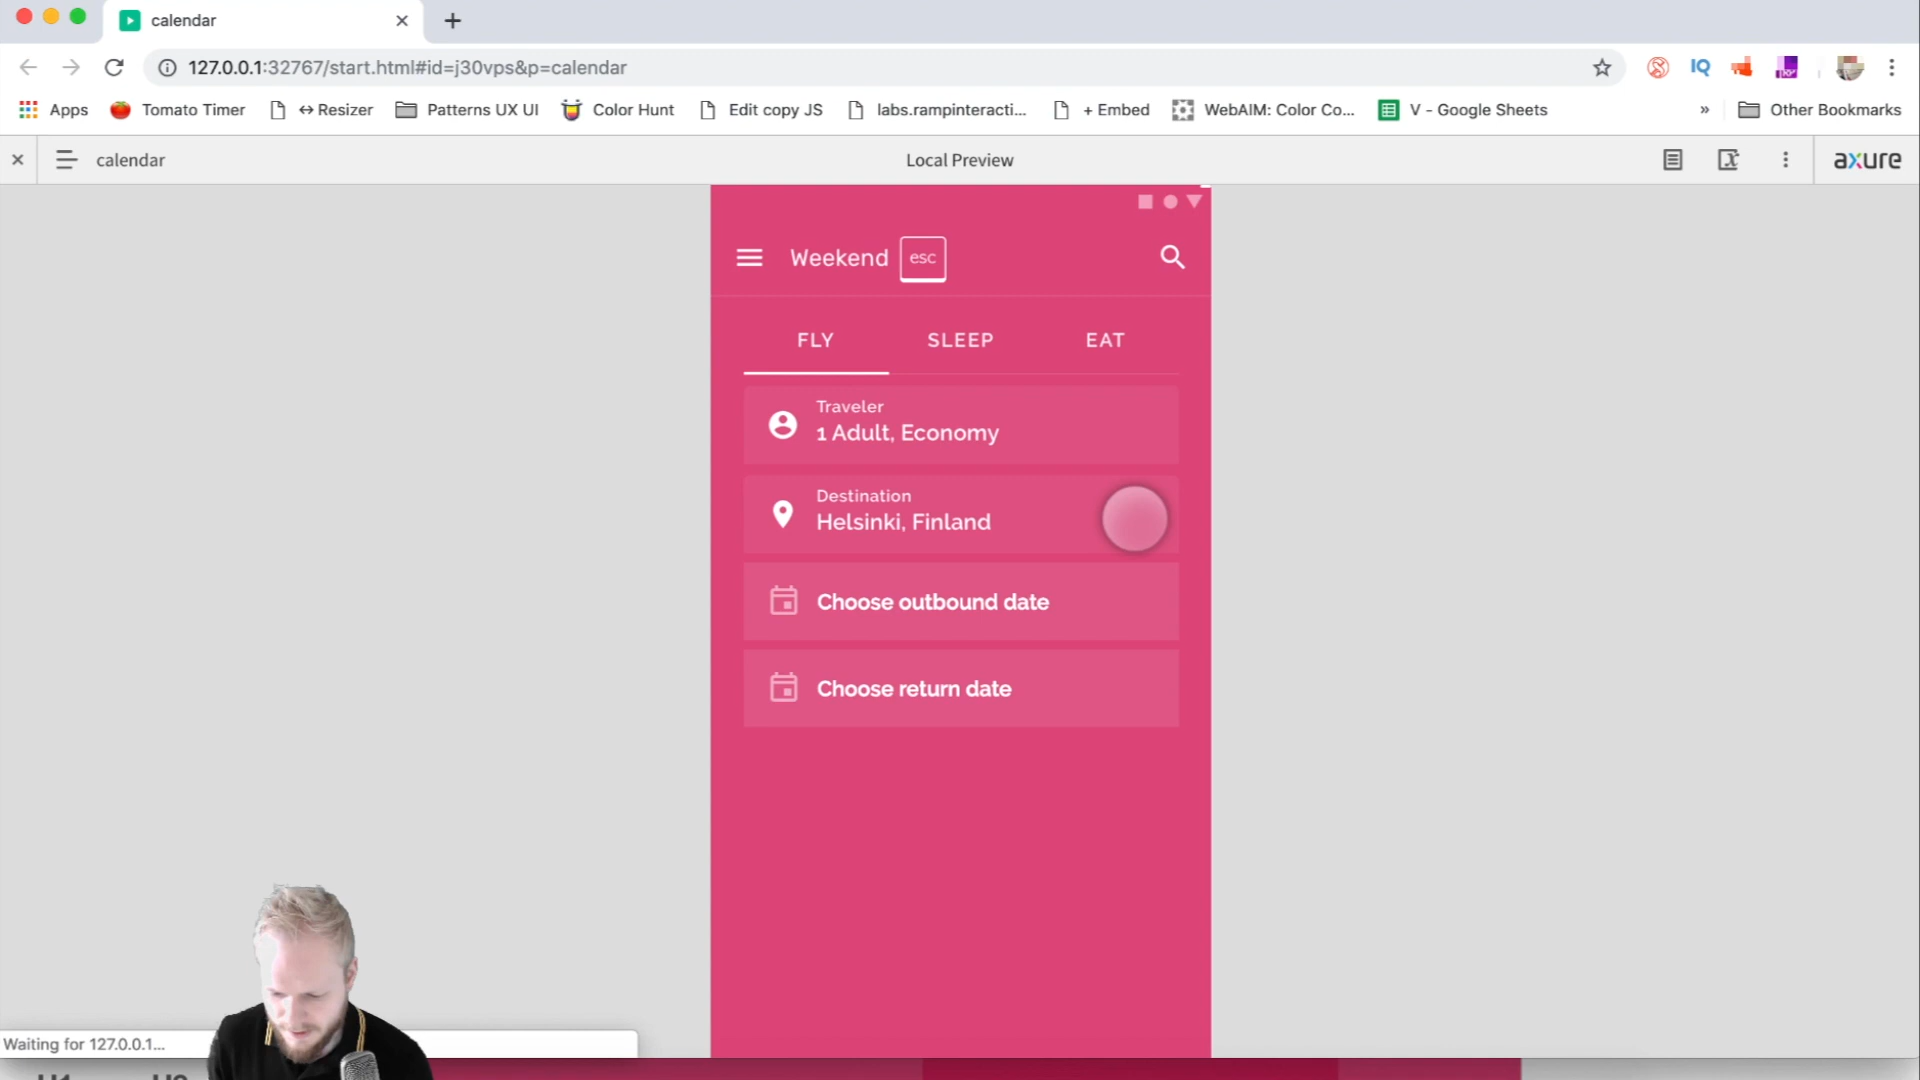 calendar
127.0.0.1:32767/start.html#id=j30vps&p=calendar
IQ
Apps
Tomato Timer
↔ Resizer
Patterns UX UI
Color Hunt
Edit copy JS
labs.rampinteracti...
+ Embed
WebAIM: Color Co...
V - Google Sheets
»
Other Bookmarks
calendar
Local Preview
axure
Weekend esc
FLY SLEEP EAT
Traveler
1 Adult, Economy
Destination
Helsinki, Finland
Choose outbound date
Choose return date
Waiting for 127.0.0.1...